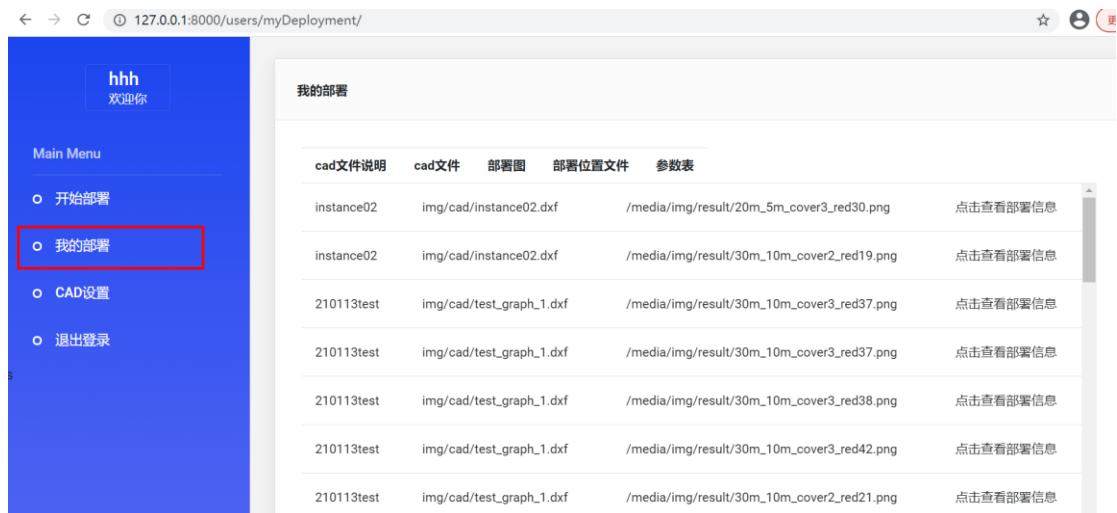 127.0.0.1:8000/users/myDeployment/
hhh
欢迎你
Main Menu
开始部署
我的部署
CAD设置
退出登录
s
我的部署
cad文件说明 cad文件 部署图 部署位置文件 参数表
instance02 img/cad/instance02.dxf /media/img/result/20m_5m_cover3_red30.png 点击查看部署信息
instance02 img/cad/instance02.dxf /media/img/result/30m_10m_cover2_red19.png 点击查看部署信息
210113test img/cad/test_graph_1.dxf /media/img/result/30m_10m_cover3_red37.png 点击查看部署信息
210113test img/cad/test_graph_1.dxf /media/img/result/30m_10m_cover3_red37.png 点击查看部署信息
210113test img/cad/test_graph_1.dxf /media/img/result/30m_10m_cover3_red38.png 点击查看部署信息
210113test img/cad/test_graph_1.dxf /media/img/result/30m_10m_cover3_red42.png 点击查看部署信息
210113test img/cad/test_graph_1.dxf /media/img/result/30m_10m_cover2_red21.png 点击查看部署信息